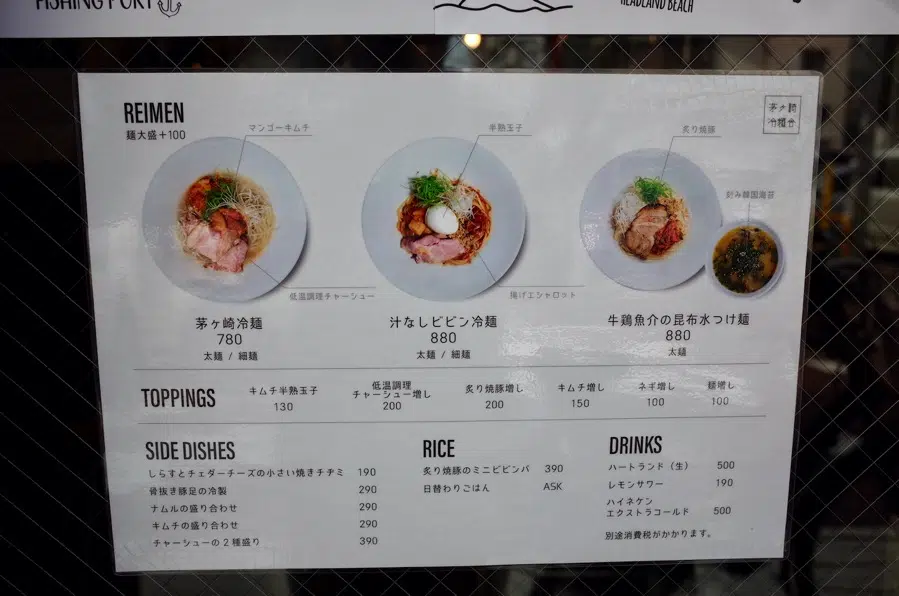 FISHING PORT
HEADLAND BEACH
REIMEN
麺大盛+100
茅ヶ崎
冷麺分
マンゴーキムチ
半熟玉子
炙り焼豚
刻み韓国海苔
低温調理チャーシュー
揚げエシャロット
茅ヶ崎冷麺
780
太麺 / 細麺
汁なしビビン冷麺
880
太麺 / 細麺
牛鶏魚介の昆布水つけ麺
880
太麺
TOPPINGS
キムチ半熟玉子
130
低温調理
チャーシュー増し
200
炙り焼豚増し
200
キムチ増し
150
ネギ増し
100
麺増し
100
SIDE DISHES
しらすとチェダーチーズの小さい焼きチヂミ 190
骨抜き豚足の冷製 290
ナムルの盛り合わせ 290
キムチの盛り合わせ 290
チャーシューの2種盛り 390
RICE
炙り焼豚のミニビビンバ 390
日替わりごはん ASK
DRINKS
ハートランド（生） 500
レモンサワー 190
ハイネケン
エクストラコールド 500
別途消費税がかかります。